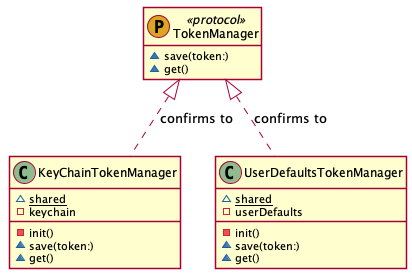 P
«protocol»
TokenManager
save(token:)
get()
confirms to
confirms to
C
KeyChainTokenManager
shared
keychain
init()
save(token:)
get()
C
UserDefaultsTokenManager
shared
userDefaults
init()
save(token:)
get()